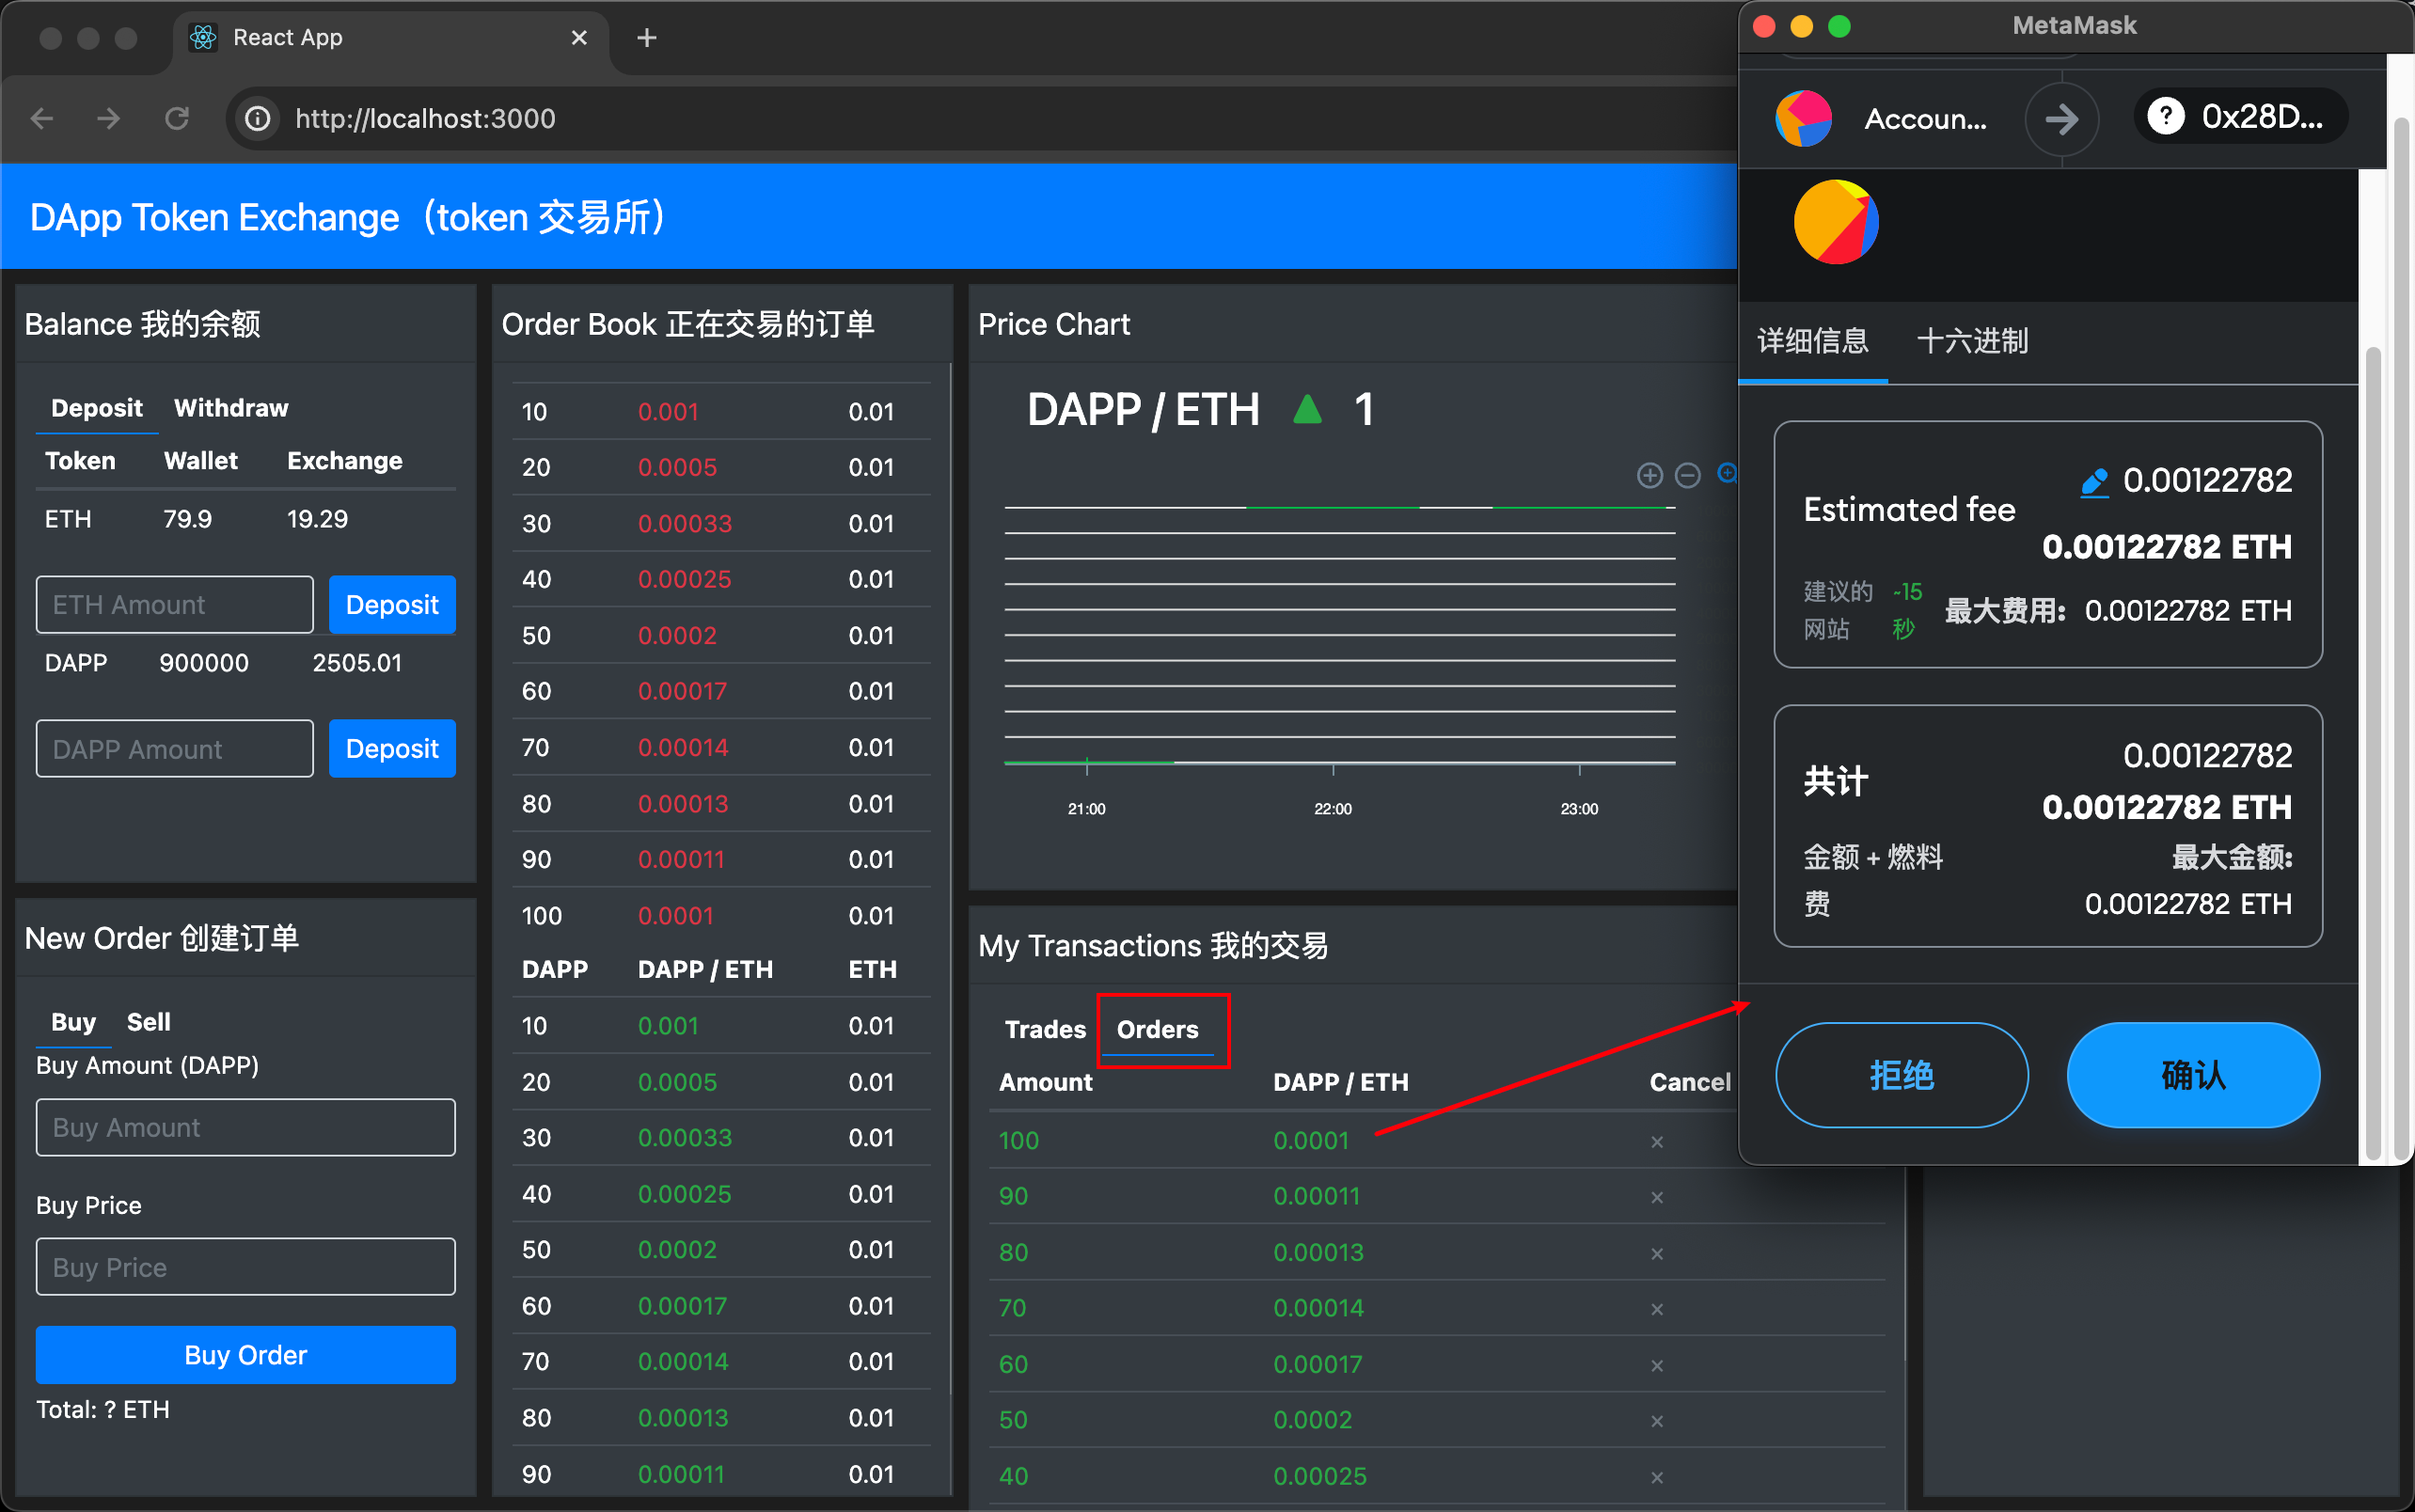 React App
http://localhost:3000
DApp Token Exchange（token 交易所）
Balance 我的余额
Deposit Withdraw
Token Wallet Exchange
ETH 79.9 19.29
ETH Amount Deposit
DAPP 900000 2505.01
DAPP Amount Deposit
New Order 创建订单
Buy Sell
Buy Amount (DAPP)
Buy Amount
Buy Price
Buy Price
Buy Order
Total: ? ETH
Order Book 正在交易的订单
10 0.001 0.01
20 0.0005 0.01
30 0.00033 0.01
40 0.00025 0.01
50 0.0002 0.01
60 0.00017 0.01
70 0.00014 0.01
80 0.00013 0.01
90 0.00011 0.01
100 0.0001 0.01
DAPP DAPP / ETH ETH
10 0.001 0.01
20 0.0005 0.01
30 0.00033 0.01
40 0.00025 0.01
50 0.0002 0.01
60 0.00017 0.01
70 0.00014 0.01
80 0.00013 0.01
90 0.00011 0.01
Price Chart
DAPP / ETH ▲ 1
21:00 22:00 23:00
My Transactions 我的交易
Trades Orders
Amount DAPP / ETH Cancel
100 0.0001 ×
90 0.00011 ×
80 0.00013 ×
70 0.00014 ×
60 0.00017 ×
50 0.0002 ×
40 0.00025 ×
MetaMask
Accoun... ? 0x28D...
详细信息 十六进制
0.00122782
Estimated fee
0.00122782 ETH
建议的 ~15
网站 秒
最大费用: 0.00122782 ETH
0.00122782
共计
0.00122782 ETH
金额 + 燃料 最大金额:
费 0.00122782 ETH
拒绝 确认